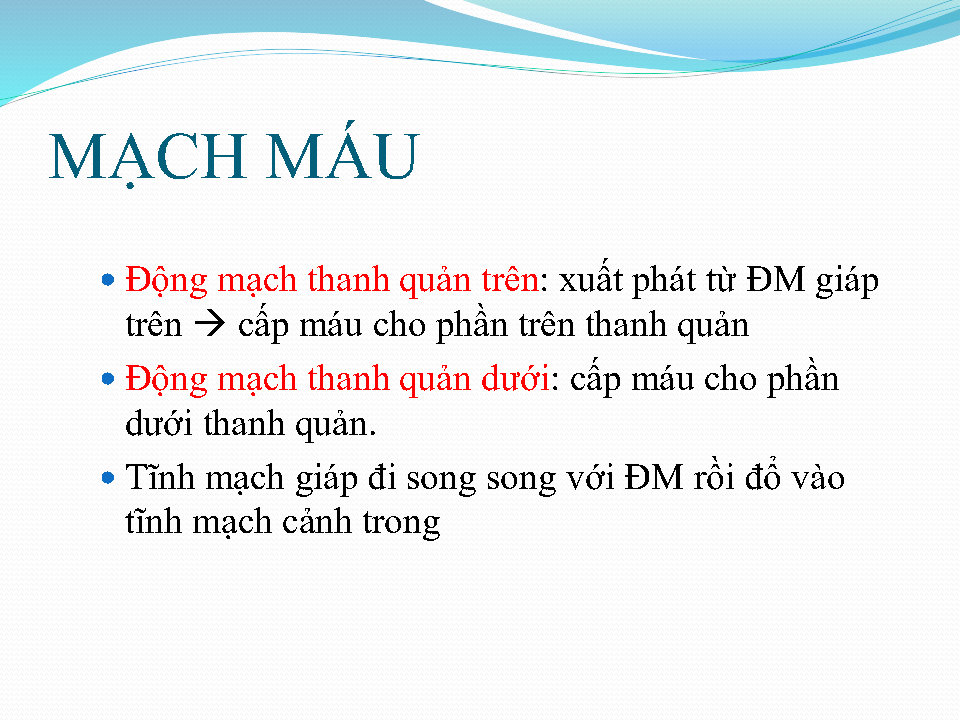 MẠCH MÁU
• Động mạch thanh quản trên: xuất phát từ ĐM giáp
trên → cấp máu cho phần trên thanh quản
• Động mạch thanh quản dưới: cấp máu cho phần
dưới thanh quản.
• Tĩnh mạch giáp đi song song với ĐM rồi đổ vào
tĩnh mạch cảnh trong